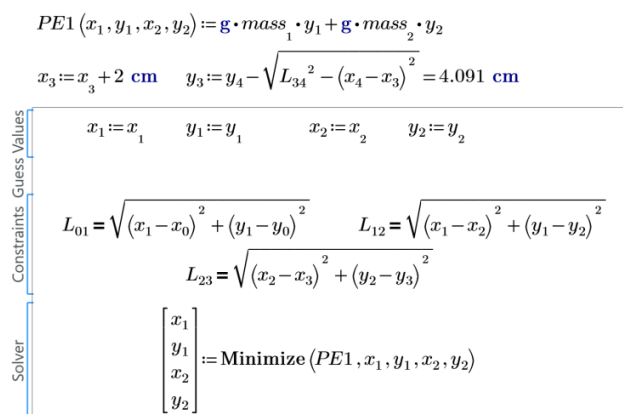 PE1(x₁, y₁, x₂, y₂) := g · mass₁ · y₁ + g · mass₂ · y₂
x₃ := x₃ + 2 cm y₃ := y₄ − √(L₃₄² − (x₄ − x₃)²) = 4.091 cm
Guess Values
x₁ := x₁ y₁ := y₁ x₂ := x₂ y₂ := y₂
Constraints
L₀₁ = √((x₁ − x₀)² + (y₁ − y₀)²) L₁₂ = √((x₁ − x₂)² + (y₁ − y₂)²)
L₂₃ = √((x₂ − x₃)² + (y₂ − y₃)²)
Solver
[x₁
y₁
x₂
y₂] := Minimize(PE1, x₁, y₁, x₂, y₂)